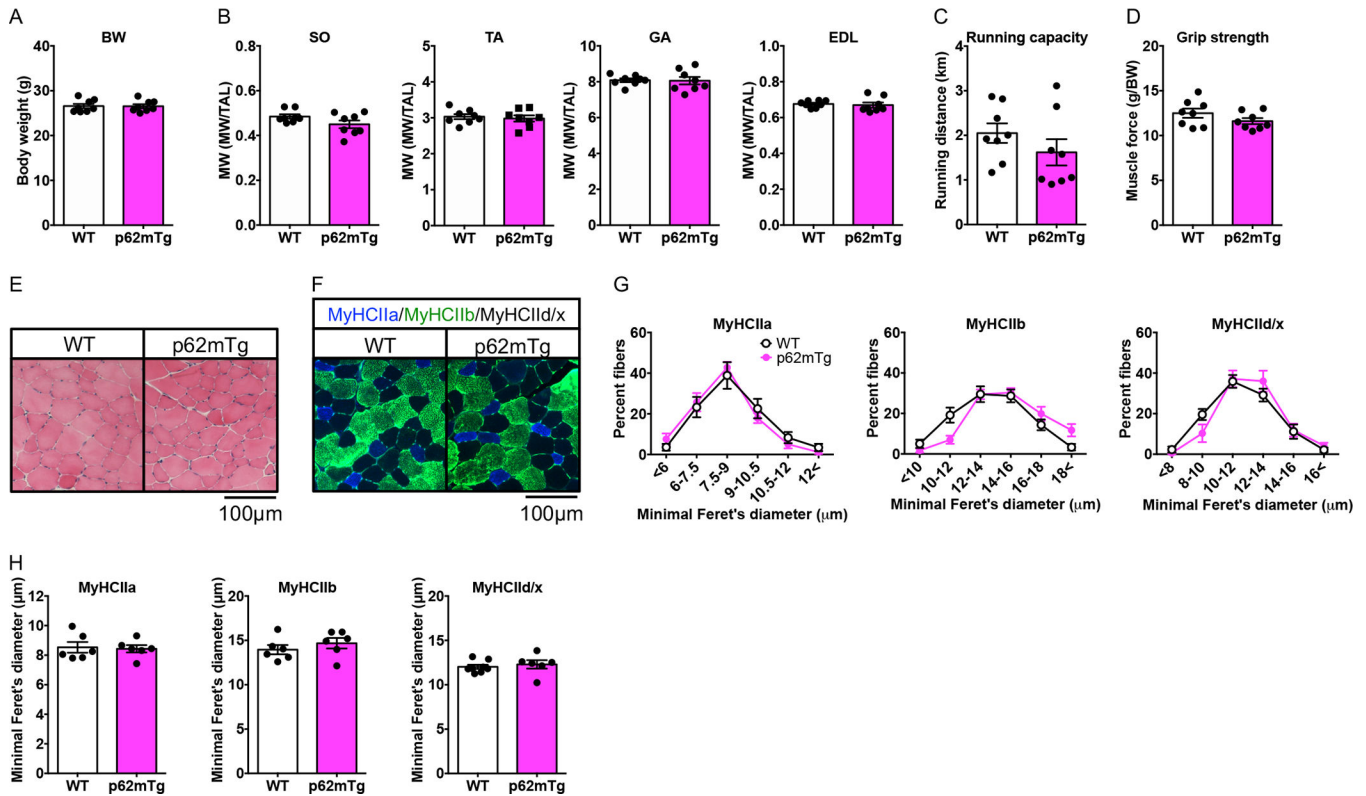 A
BW
Body weight (g)
40
30
20
10
0
WT
p62mTg
B
SO
MW (MW/TAL)
0.8
0.6
0.4
0.2
0.0
WT
p62mTg
TA
MW (MW/TAL)
5
4
3
2
1
0
WT
p62mTg
GA
MW (MW/TAL)
10
8
6
4
2
0
WT
p62mTg
EDL
MW (MW/TAL)
1.0
0.8
0.6
0.4
0.2
0.0
WT
p62mTg
C
Running capacity
Running distance (km)
4
3
2
1
0
WT
p62mTg
D
Grip strength
Muscle force (g/BW)
20
15
10
5
0
WT
p62mTg
E
WT
p62mTg
100μm
F
MyHCIIa/MyHCIIb/MyHCIId/x
WT
p62mTg
100μm
G
MyHCIIa
WT
p62mTg
Percent fibers
60
40
20
0
<6
6-7.5
7.5-9
9-10.5
10.5-12
12<
Minimal Feret's diameter (μm)
MyHCIIb
Percent fibers
60
40
20
0
<10
10-12
12-14
14-16
16-18
18<
Minimal Feret's diameter (μm)
MyHCIId/x
Percent fibers
60
40
20
0
<8
8-10
10-12
12-14
14-16
16<
Minimal Feret's diameter (μm)
H
MyHCIIa
Minimal Feret's diameter (μm)
12
10
8
6
4
2
0
WT
p62mTg
MyHCIIb
Minimal Feret's diameter (μm)
20
15
10
5
0
WT
p62mTg
MyHCIId/x
Minimal Feret's diameter (μm)
20
15
10
5
0
WT
p62mTg